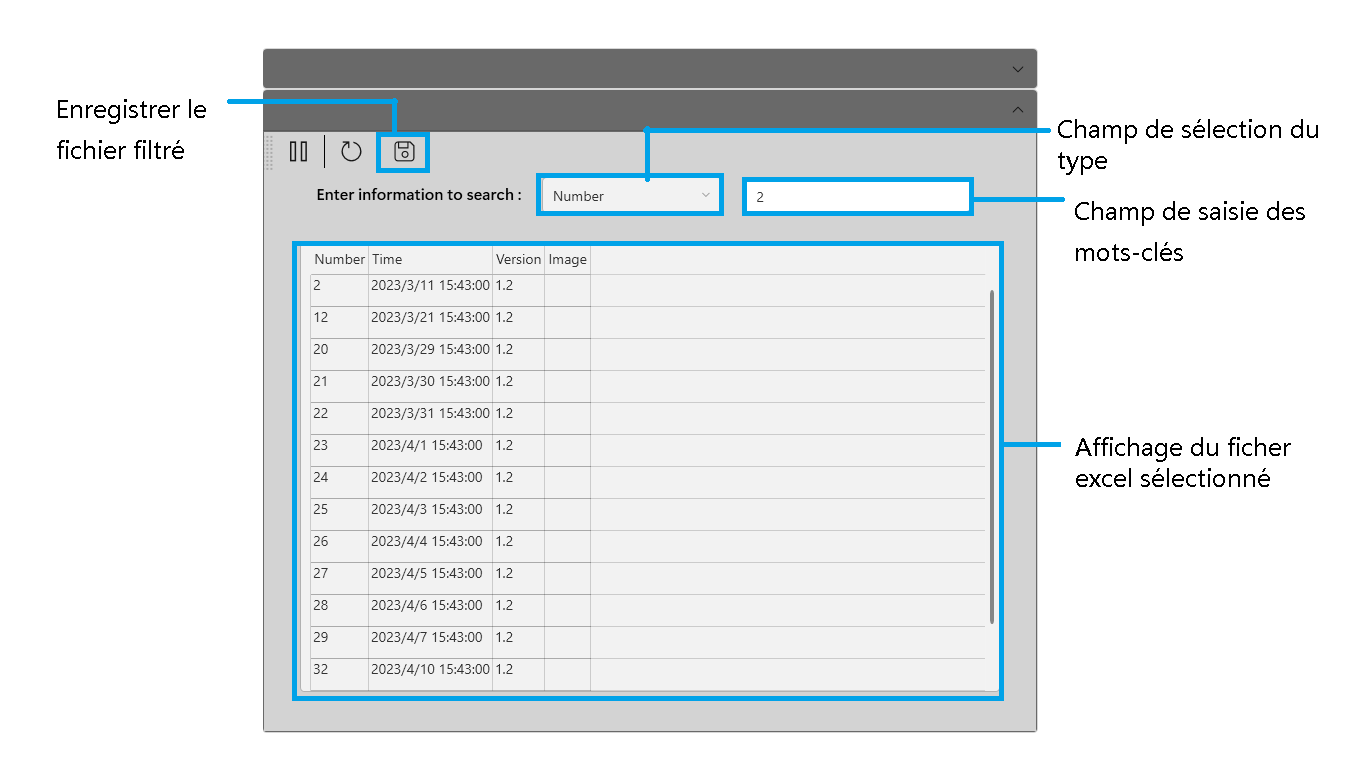 Enregistrer le
fichier filtré
Champ de sélection du
type
Enter information to search :
Number
2
Champ de saisie des
mots-clés
Number Time Version Image
2 2023/3/11 15:43:00 1.2
12 2023/3/21 15:43:00 1.2
20 2023/3/29 15:43:00 1.2
21 2023/3/30 15:43:00 1.2
22 2023/3/31 15:43:00 1.2
23 2023/4/1 15:43:00 1.2
24 2023/4/2 15:43:00 1.2
25 2023/4/3 15:43:00 1.2
26 2023/4/4 15:43:00 1.2
27 2023/4/5 15:43:00 1.2
28 2023/4/6 15:43:00 1.2
29 2023/4/7 15:43:00 1.2
32 2023/4/10 15:43:00 1.2
Affichage du ficher
excel sélectionné